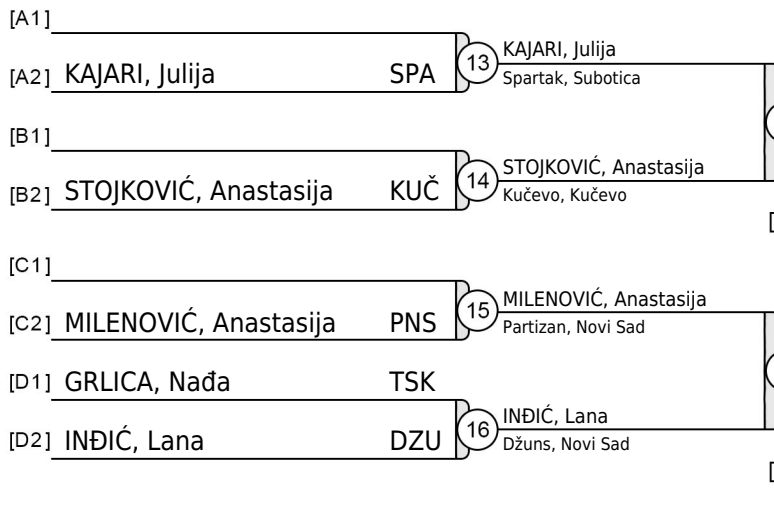 [A1]
[A2] KAJARI, Julija SPA
13
KAJARI, Julija
Spartak, Subotica
[B1]
[B2] STOJKOVIĆ, Anastasija KUČ
14
STOJKOVIĆ, Anastasija
Kučevo, Kučevo
[C1]
[C2] MILENOVIĆ, Anastasija PNS
15
MILENOVIĆ, Anastasija
Partizan, Novi Sad
[D1] GRLICA, Nađa TSK
[D2] INĐIĆ, Lana DZU
16
INĐIĆ, Lana
Džuns, Novi Sad